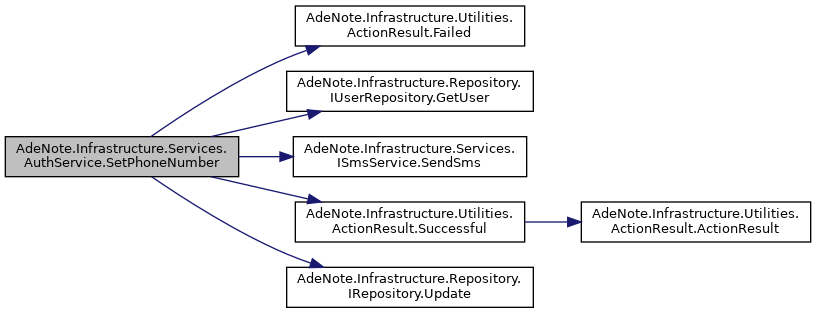 AdeNote.Infrastructure.Utilities.
ActionResult.Failed
AdeNote.Infrastructure.Repository.
IUserRepository.GetUser
AdeNote.Infrastructure.Services.
AuthService.SetPhoneNumber
AdeNote.Infrastructure.Services.
ISmsService.SendSms
AdeNote.Infrastructure.Utilities.
ActionResult.Successful
AdeNote.Infrastructure.Utilities.
ActionResult.ActionResult
AdeNote.Infrastructure.Repository.
IRepository.Update